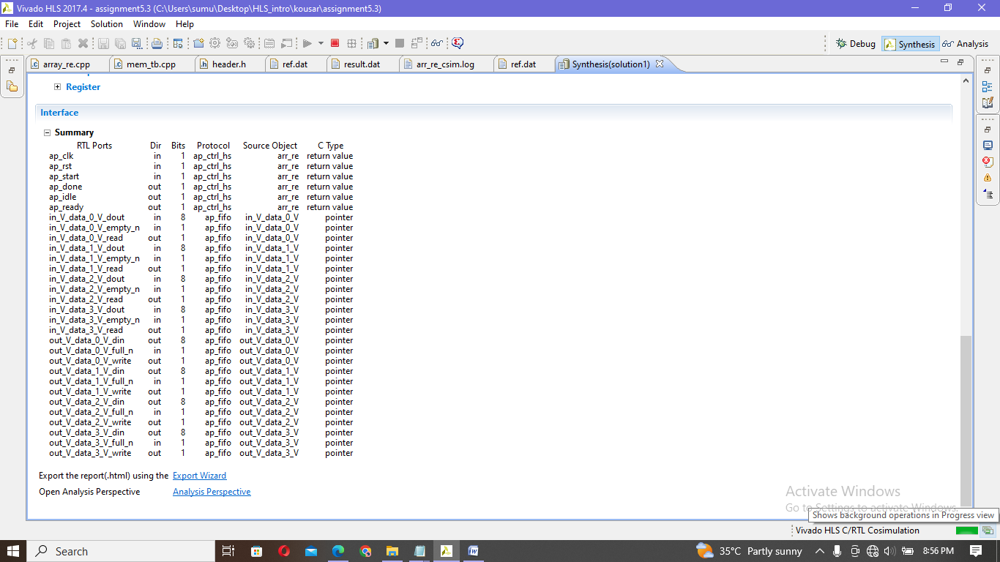 Vivado HLS 2017.4 - assignment5.3 (C:\Users\sumu\Desktop\HLS_intro\kousar\assignment5.3)
File Edit Project Solution Window Help
Debug Synthesis Analysis
array_re.cpp mem_tb.cpp header.h ref.dat result.dat arr_re_csim.log ref.dat Synthesis(solution1)
Register
Interface
Summary
RTL Ports Dir Bits Protocol Source Object C Type
ap_clk in 1 ap_ctrl_hs arr_re return value
ap_rst in 1 ap_ctrl_hs arr_re return value
ap_start in 1 ap_ctrl_hs arr_re return value
ap_done out 1 ap_ctrl_hs arr_re return value
ap_idle out 1 ap_ctrl_hs arr_re return value
ap_ready out 1 ap_ctrl_hs arr_re return value
in_V_data_0_V_dout in 8 ap_fifo in_V_data_0_V pointer
in_V_data_0_V_empty_n in 1 ap_fifo in_V_data_0_V pointer
in_V_data_0_V_read out 1 ap_fifo in_V_data_0_V pointer
in_V_data_1_V_dout in 8 ap_fifo in_V_data_1_V pointer
in_V_data_1_V_empty_n in 1 ap_fifo in_V_data_1_V pointer
in_V_data_1_V_read out 1 ap_fifo in_V_data_1_V pointer
in_V_data_2_V_dout in 8 ap_fifo in_V_data_2_V pointer
in_V_data_2_V_empty_n in 1 ap_fifo in_V_data_2_V pointer
in_V_data_2_V_read out 1 ap_fifo in_V_data_2_V pointer
in_V_data_3_V_dout in 8 ap_fifo in_V_data_3_V pointer
in_V_data_3_V_empty_n in 1 ap_fifo in_V_data_3_V pointer
in_V_data_3_V_read out 1 ap_fifo in_V_data_3_V pointer
out_V_data_0_V_din out 8 ap_fifo out_V_data_0_V pointer
out_V_data_0_V_full_n in 1 ap_fifo out_V_data_0_V pointer
out_V_data_0_V_write out 1 ap_fifo out_V_data_0_V pointer
out_V_data_1_V_din out 8 ap_fifo out_V_data_1_V pointer
out_V_data_1_V_full_n in 1 ap_fifo out_V_data_1_V pointer
out_V_data_1_V_write out 1 ap_fifo out_V_data_1_V pointer
out_V_data_2_V_din out 8 ap_fifo out_V_data_2_V pointer
out_V_data_2_V_full_n in 1 ap_fifo out_V_data_2_V pointer
out_V_data_2_V_write out 1 ap_fifo out_V_data_2_V pointer
out_V_data_3_V_din out 8 ap_fifo out_V_data_3_V pointer
out_V_data_3_V_full_n in 1 ap_fifo out_V_data_3_V pointer
out_V_data_3_V_write out 1 ap_fifo out_V_data_3_V pointer
Export the report(.html) using the Export Wizard
Open Analysis Perspective Analysis Perspective
Activate Windows
Go to Settings to activate Windows.
Shows background operations in Progress view
Vivado HLS C/RTL Cosimulation
Search 35°C Partly sunny 8:56 PM